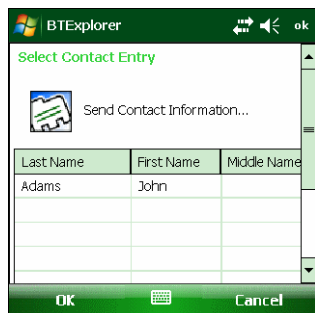 BTExplorer ok
Select Contact Entry
Send Contact Information...
Last Name First Name Middle Name
Adams John
OK Cancel